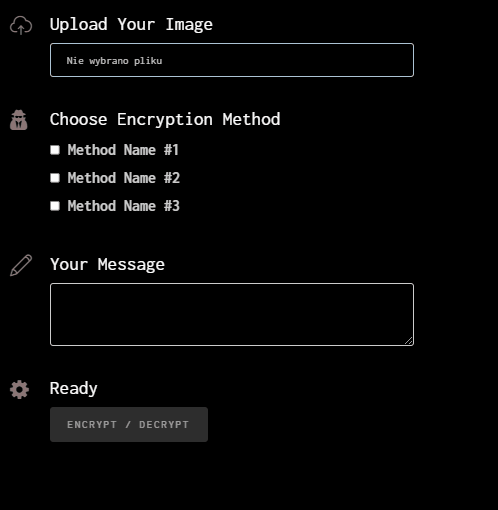 Upload Your Image
Nie wybrano pliku
Choose Encryption Method
Method Name #1
Method Name #2
Method Name #3
Your Message
Ready
ENCRYPT / DECRYPT